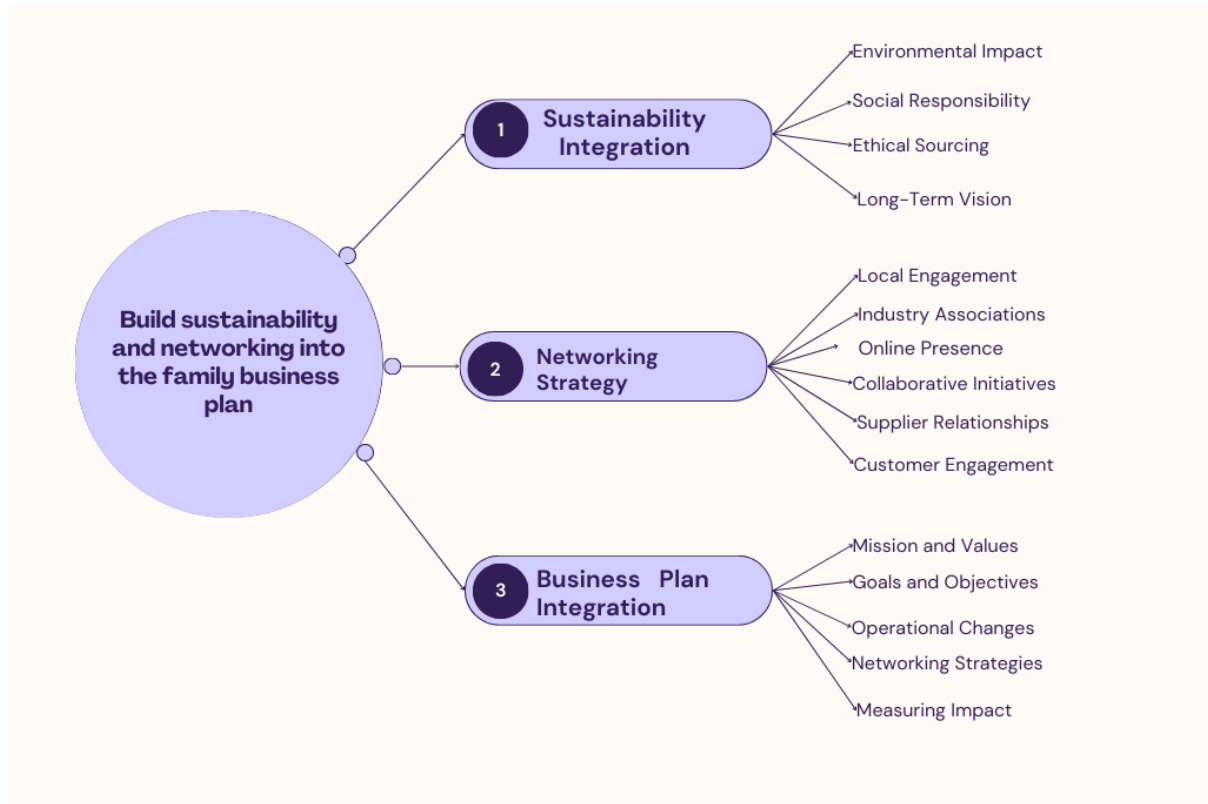 Build sustainability
and networking into
the family business
plan
1
Sustainability
Integration
Environmental Impact
Social Responsibility
Ethical Sourcing
Long-Term Vision
2
Networking
Strategy
Local Engagement
Industry Associations
Online Presence
Collaborative Initiatives
Supplier Relationships
Customer Engagement
3
Business Plan
Integration
Mission and Values
Goals and Objectives
Operational Changes
Networking Strategies
Measuring Impact